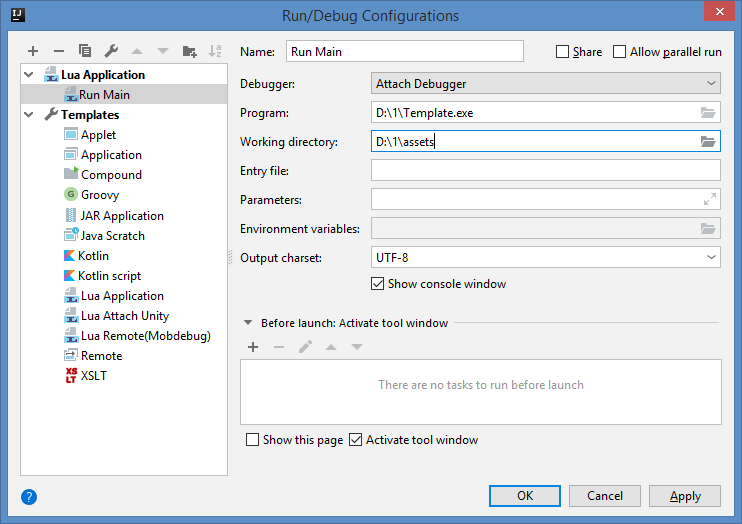 IJ
Run/Debug Configurations
Name: Run Main Share Allow parallel run
Lua Application
Run Main
Templates
Applet
Application
Compound
G Groovy
JAR Application
Java Scratch
Kotlin
Kotlin script
Lua Application
Lua Attach Unity
Lua Remote(Mobdebug)
Remote
XS LT XSLT
Debugger: Attach Debugger
Program: D:\1\Template.exe
Working directory: D:\1\assets
Entry file:
Parameters:
Environment variables:
Output charset: UTF-8
Show console window
Before launch: Activate tool window
There are no tasks to run before launch
Show this page Activate tool window
? OK Cancel Apply